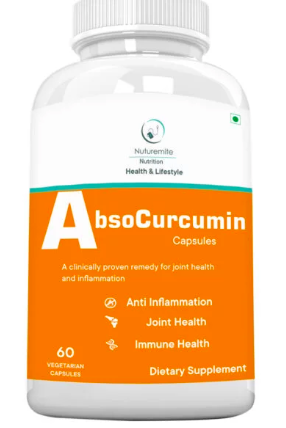 Nuturemite
Nutrition
Health & Lifestyle
AbsoCurcumin
Capsules
A clinically proven remedy for joint health
and inflammation
Anti Inflammation
Joint Health
Immune Health
60
VEGETARIAN
CAPSULES
Dietary Supplement